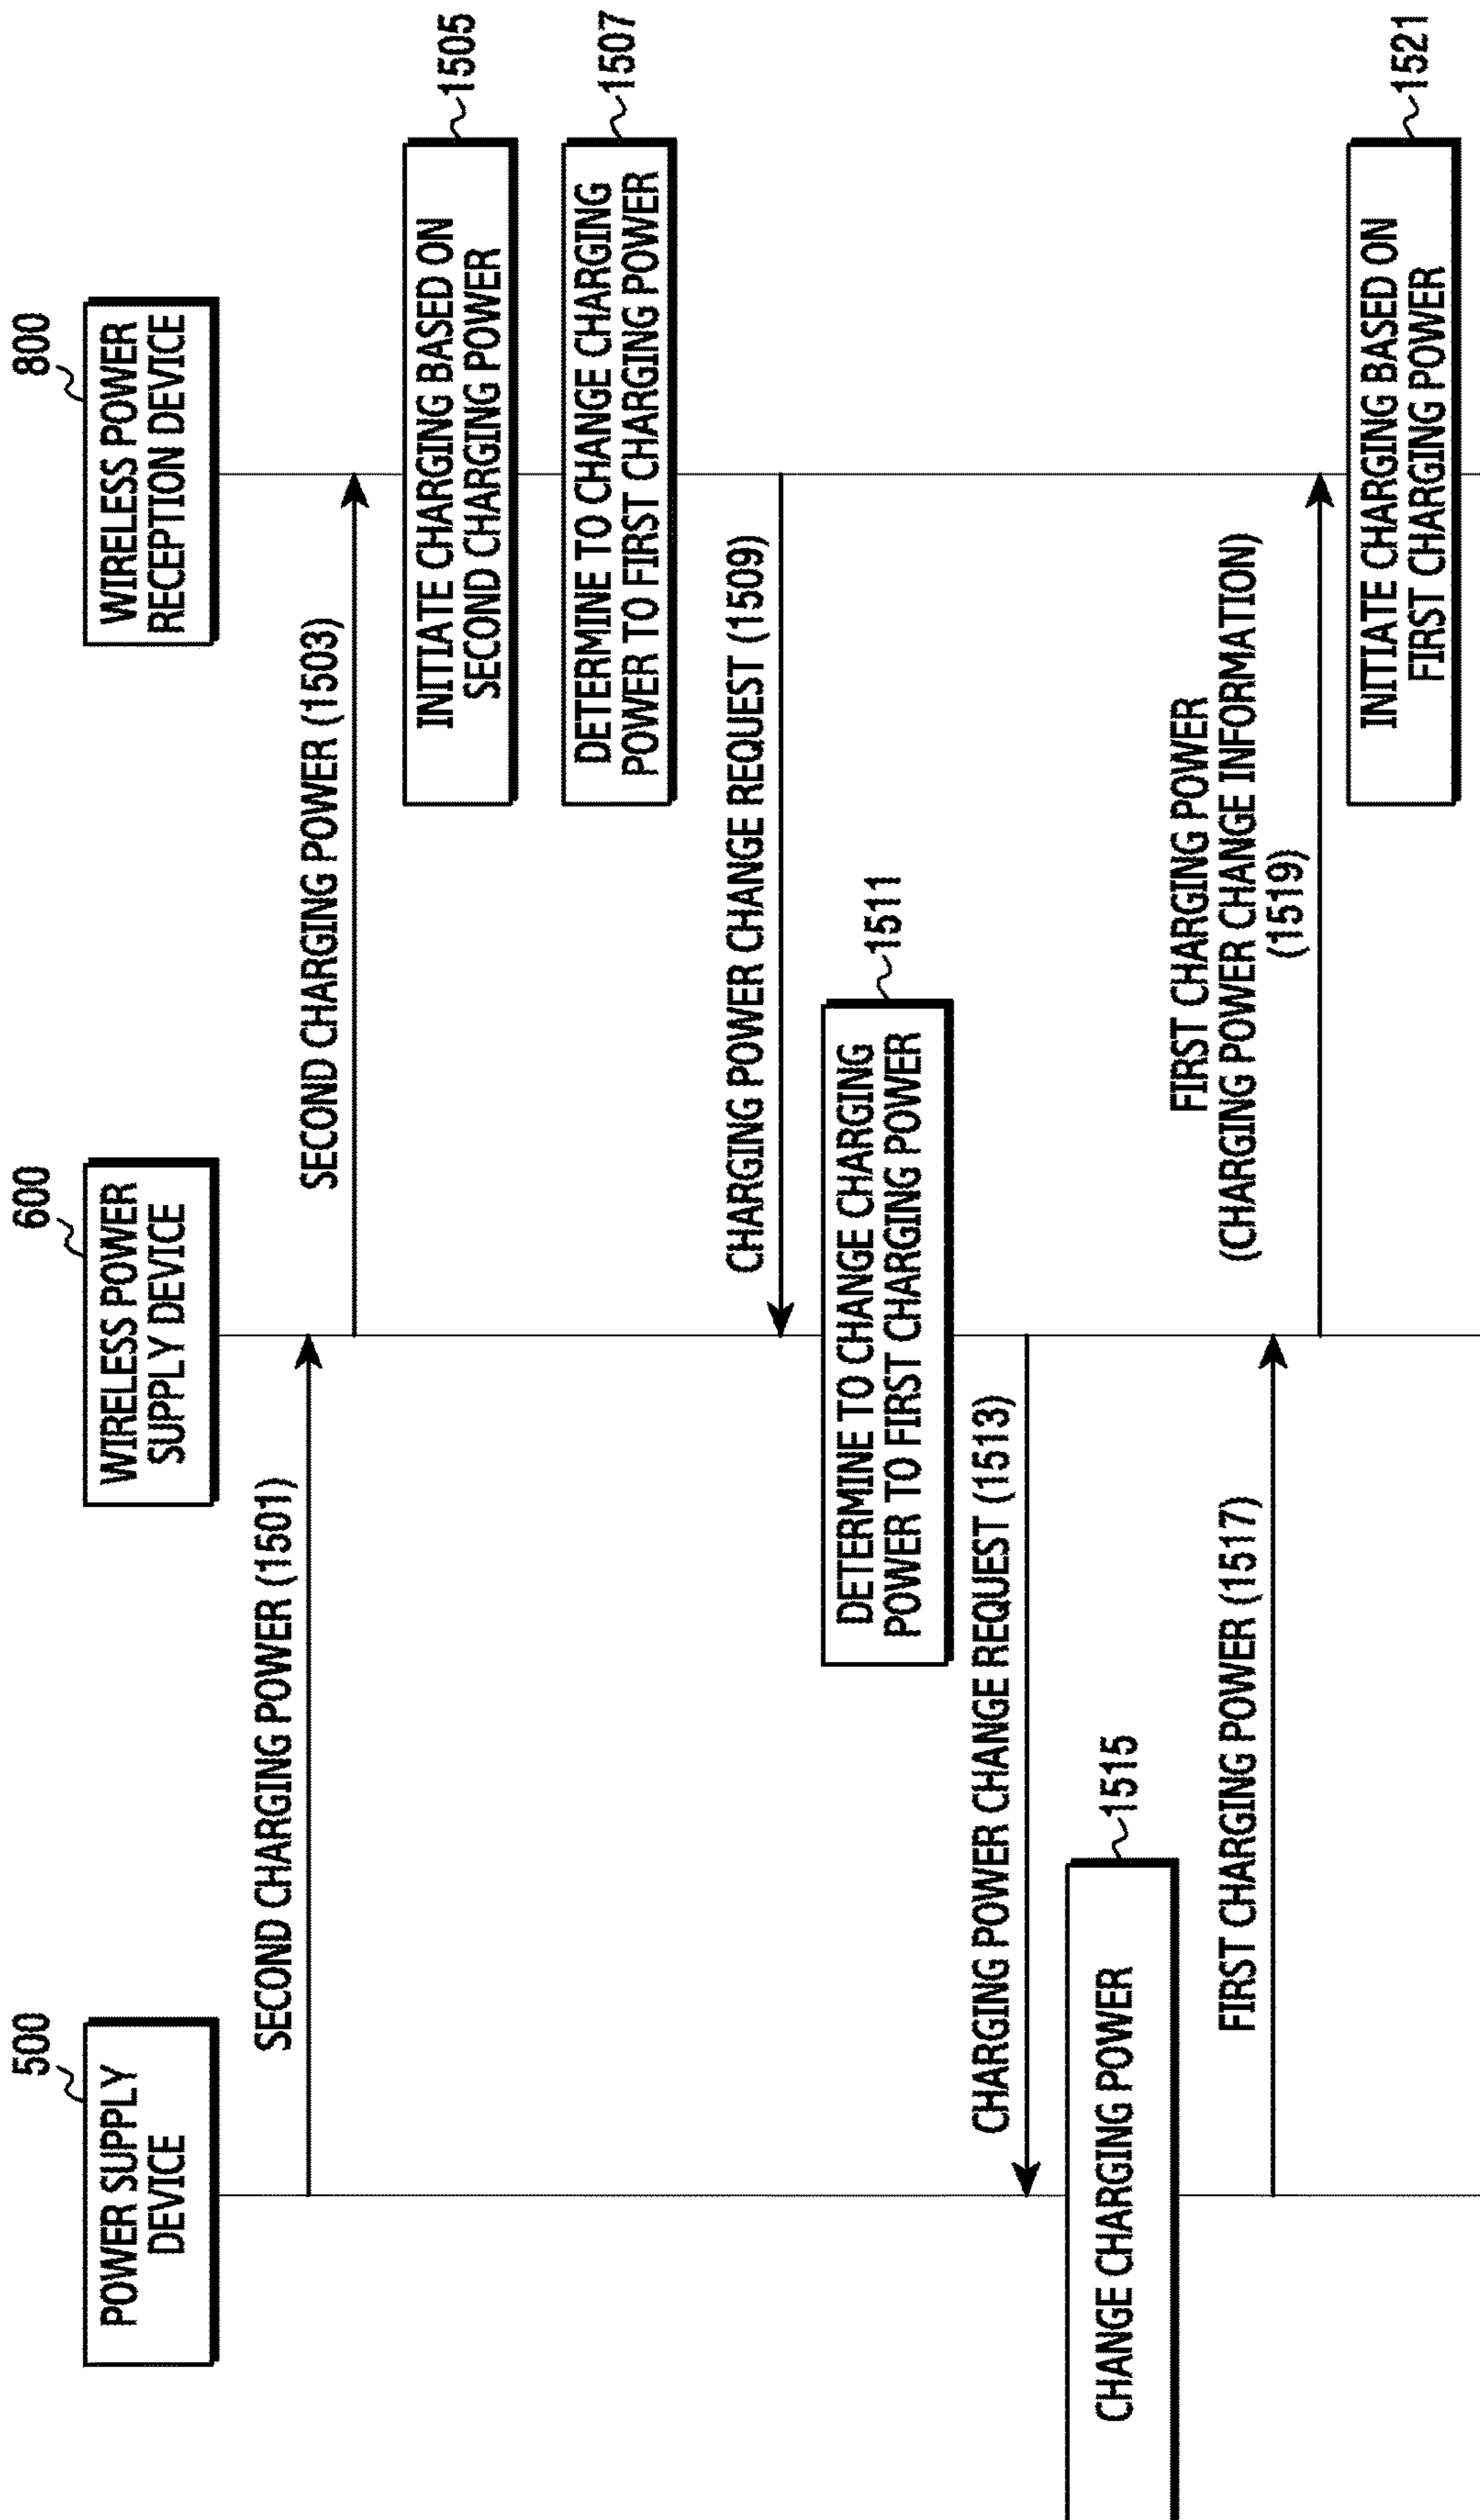 500
POWER SUPPLY
DEVICE
600
WIRELESS POWER
SUPPLY DEVICE
800
WIRELESS POWER
RECEPTION DEVICE
SECOND CHARGING POWER (1501)
SECOND CHARGING POWER (1503)
INITIATE CHARGING BASED ON
SECOND CHARGING POWER
1505
DETERMINE TO CHANGE CHARGING
POWER TO FIRST CHARGING POWER
1507
CHARGING POWER CHANGE REQUEST (1509)
DETERMINE TO CHANGE CHARGING
POWER TO FIRST CHARGING POWER
1511
CHARGING POWER CHANGE REQUEST (1513)
CHANGE CHARGING POWER
1515
FIRST CHARGING POWER (1517)
FIRST CHARGING POWER
(CHARGING POWER CHANGE INFORMATION)
(1519)
INITIATE CHARGING BASED ON
FIRST CHARGING POWER
1521